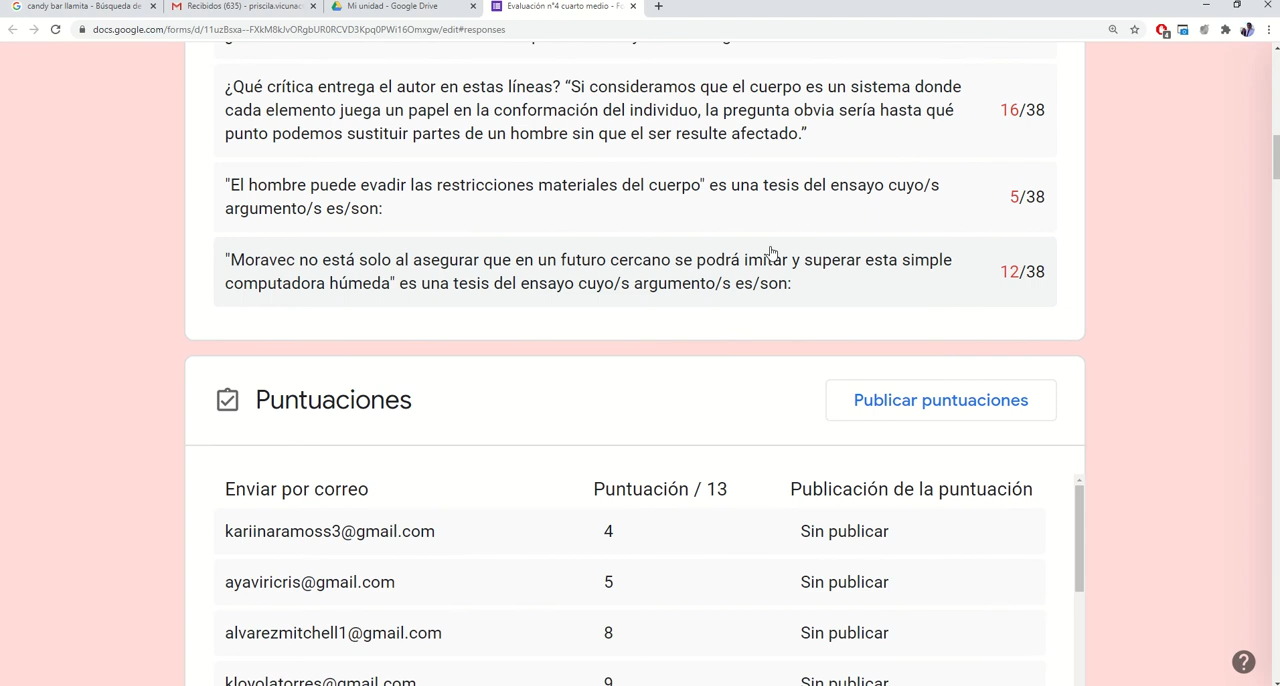 candy bar llamita - Búsqueda de
Recibidos (635) - priscila.vicunac
Mi unidad - Google Drive
Evaluación n°4 cuarto medio - Fo
docs.google.com/forms/d/11uzBsxa--FXkM8kJvORgbUR0RCVD3Kpq0PWi16Omxgw/edit#responses
¿Qué crítica entrega el autor en estas líneas? “Si consideramos que el cuerpo es un sistema donde
cada elemento juega un papel en la conformación del individuo, la pregunta obvia sería hasta qué
punto podemos sustituir partes de un hombre sin que el ser resulte afectado.”
16/38
"El hombre puede evadir las restricciones materiales del cuerpo" es una tesis del ensayo cuyo/s
argumento/s es/son:
5/38
"Moravec no está solo al asegurar que en un futuro cercano se podrá imitar y superar esta simple
computadora húmeda" es una tesis del ensayo cuyo/s argumento/s es/son:
12/38
Puntuaciones
Publicar puntuaciones
Enviar por correo Puntuación / 13 Publicación de la puntuación
kariinaramoss3@gmail.com 4 Sin publicar
ayaviricris@gmail.com 5 Sin publicar
alvarezmitchell1@gmail.com 8 Sin publicar
kloyolatorres@gmail.com 9 Sin publicar